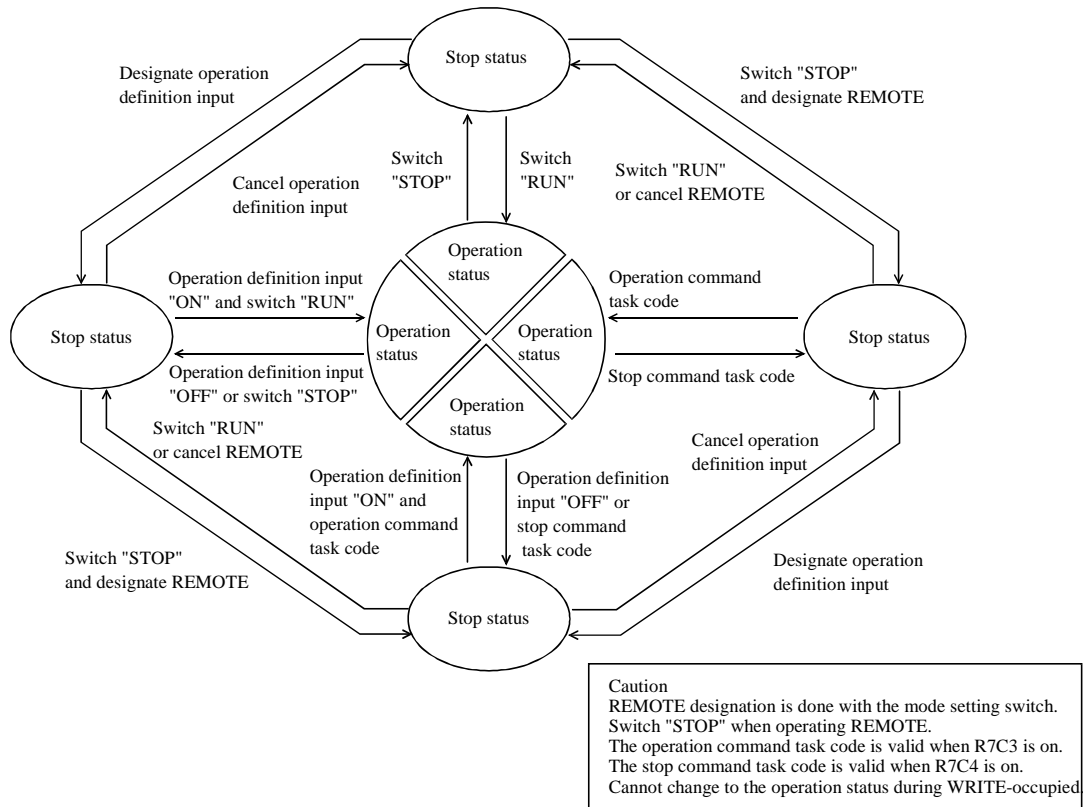 Stop status
Designate operation
definition input
Switch "STOP"
and designate REMOTE
Switch
"STOP"
Switch
"RUN"
Cancel operation
definition input
Switch "RUN"
or cancel REMOTE
Operation
status
Operation definition input
"ON" and switch "RUN"
Operation command
task code
Stop status
Operation
status
Operation
status
Stop status
Operation definition input
"OFF" or switch "STOP"
Stop command task code
Operation
status
Switch "RUN"
or cancel REMOTE
Cancel operation
definition input
Operation definition
input "ON" and
operation command
task code
Operation definition
input "OFF" or
stop command
task code
Switch "STOP"
and designate REMOTE
Designate operation
definition input
Stop status
Caution
REMOTE designation is done with the mode setting switch.
Switch "STOP" when operating REMOTE.
The operation command task code is valid when R7C3 is on.
The stop command task code is valid when R7C4 is on.
Cannot change to the operation status during WRITE-occupied.